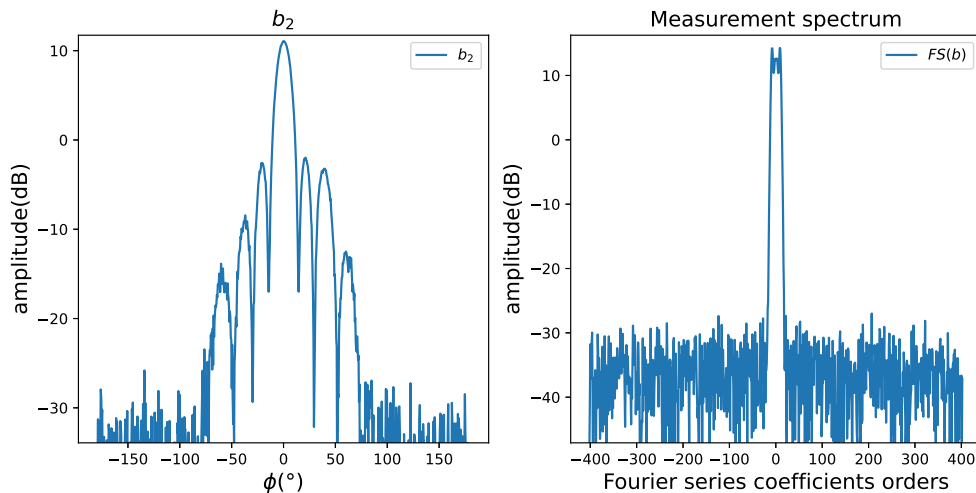 b₂
amplitude(dB)
10
0
−10
−20
−30
−150 −100 −50 0 50 100 150
ϕ(°)
b₂
Measurement spectrum
amplitude(dB)
10
0
−10
−20
−30
−40
−400 −300 −200 −100 0 100 200 300 400
Fourier series coefficients orders
FS(b)